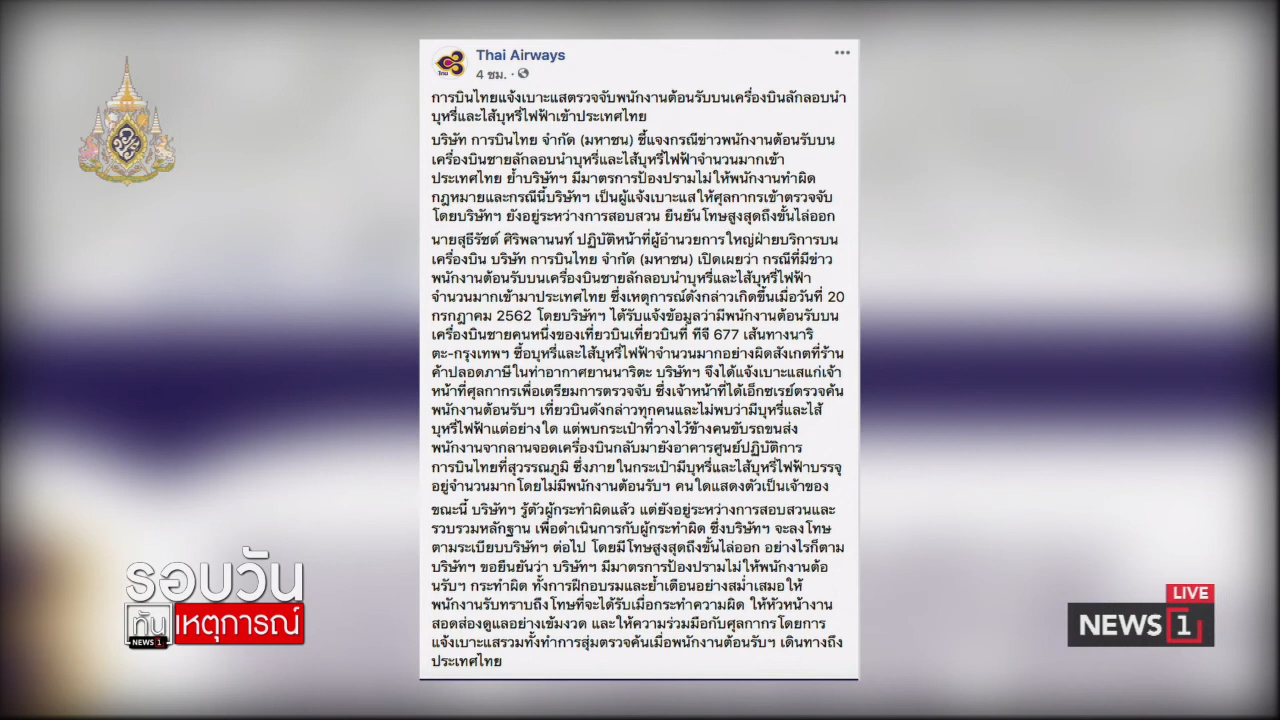 Thai Airways
4 ชม. ·
การบินไทยแจ้งเบาะแสตรวจจับพนักงานต้อนรับบนเครื่องบินลักลอบนำ
บุหรี่และไส้บุหรี่ไฟฟ้าเข้าประเทศไทย
บริษัท การบินไทย จำกัด (มหาชน) ชี้แจงกรณีข่าวพนักงานต้อนรับบน
เครื่องบินชายลักลอบนำบุหรี่และไส้บุหรี่ไฟฟ้าจำนวนมากเข้า
ประเทศไทย ย้ำบริษัทฯ มีมาตรการป้องปรามไม่ให้พนักงานทำผิด
กฎหมายและกรณีนี้บริษัทฯ เป็นผู้แจ้งเบาะแสให้ศุลกากรเข้าตรวจจับ
โดยบริษัทฯ ยังอยู่ระหว่างการสอบสวน ยืนยันโทษสูงสุดถึงขั้นไล่ออก
นายสุธีรัชต์ ศิริพลานนท์ ปฏิบัติหน้าที่ผู้อำนวยการใหญ่ฝ่ายบริการบน
เครื่องบิน บริษัท การบินไทย จำกัด (มหาชน) เปิดเผยว่า กรณีที่มีข่าว
พนักงานต้อนรับบนเครื่องบินชายลักลอบนำบุหรี่และไส้บุหรี่ไฟฟ้า
จำนวนมากเข้ามาประเทศไทย ซึ่งเหตุการณ์ดังกล่าวเกิดขึ้นเมื่อวันที่ 20
กรกฎาคม 2562 โดยบริษัทฯ ได้รับแจ้งข้อมูลว่ามีพนักงานต้อนรับบน
เครื่องบินชายคนหนึ่งของเที่ยวบินเที่ยวบินที่ ทีจี 677 เส้นทางนาริ
ตะ-กรุงเทพฯ ซื้อบุหรี่และไส้บุหรี่ไฟฟ้าจำนวนมากอย่างผิดสังเกตที่ร้าน
ค้าปลอดภาษีในท่าอากาศยานนาริตะ บริษัทฯ จึงได้แจ้งเบาะแสแก่เจ้า
หน้าที่ศุลกากรเพื่อเตรียมการตรวจจับ ซึ่งเจ้าหน้าที่ได้เอ็กซเรย์ตรวจค้น
พนักงานต้อนรับฯ เที่ยวบินดังกล่าวทุกคนและไม่พบว่ามีบุหรี่และไส้
บุหรี่ไฟฟ้าแต่อย่างใด แต่พบกระเป๋าที่วางไว้ข้างคนขับรถขนส่ง
พนักงานจากลานจอดเครื่องบินกลับมายังอาคารศูนย์ปฏิบัติการ
การบินไทยที่สุวรรณภูมิ ซึ่งภายในกระเป๋ามีบุหรี่และไส้บุหรี่ไฟฟ้าบรรจุ
อยู่จำนวนมาก โดยไม่มีพนักงานต้อนรับฯ คนใดแสดงตัวเป็นเจ้าของ
ขณะนี้ บริษัทฯ รู้ตัวผู้กระทำผิดแล้ว แต่ยังอยู่ระหว่างการสอบสวนและ
รวบรวมหลักฐาน เพื่อดำเนินการกับผู้กระทำผิด ซึ่งบริษัทฯ จะลงโทษ
ตามระเบียบบริษัทฯ ต่อไป โดยมีโทษสูงสุดถึงขั้นไล่ออก อย่างไรก็ตาม
บริษัทฯ ขอยืนยันว่า บริษัทฯ มีมาตรการป้องปรามไม่ให้พนักงานต้อ
นรับฯ กระทำผิด ทั้งการฝึกอบรมและย้ำเตือนอย่างสม่ำเสมอให้
พนักงานรับทราบถึงโทษที่จะได้รับเมื่อกระทำความผิด ให้หัวหน้างาน
สอดส่องดูแลอย่างเข้มงวด และให้ความร่วมมือกับศุลกากรโดยการ
แจ้งเบาะแสรวมทั้งทำการสุ่มตรวจค้นเมื่อพนักงานต้อนรับฯ เดินทางถึง
ประเทศไทย
รอบวัน
ทันเหตุการณ์
NEWS 1
LIVE
NEWS 1